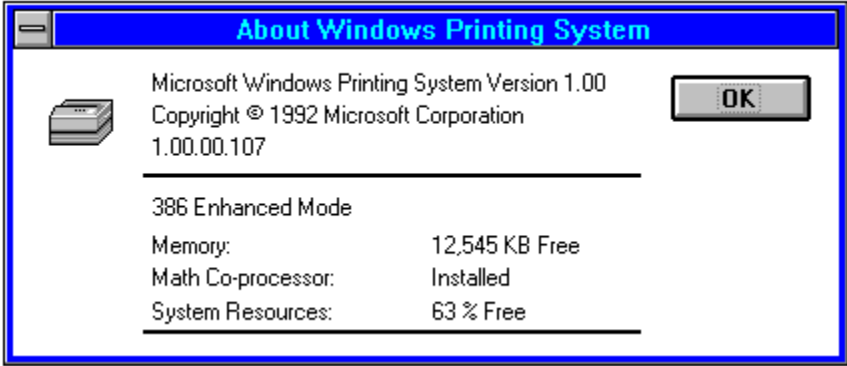 About Windows Printing System
Microsoft Windows Printing System Version 1.00
Copyright © 1992 Microsoft Corporation
1.00.00.107
OK
386 Enhanced Mode
Memory: 12,545 KB Free
Math Co-processor: Installed
System Resources: 63 % Free